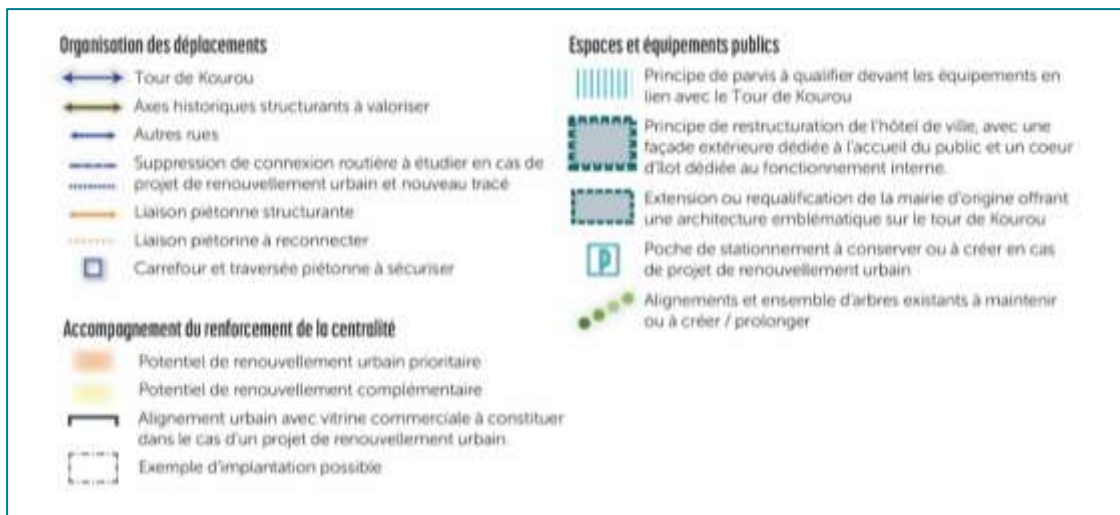 Organisation des déplacements
Tour de Kourou
Axes historiques structurants à valoriser
Autres rues
Suppression de connexion routière à étudier en cas de
projet de renouvellement urbain et nouveau tracé
Liaison piétonne structurante
Liaison piétonne à reconnecter
Carrefour et traversée piétonne à sécuriser
Accompagnement du renforcement de la centralité
Potentiel de renouvellement urbain prioritaire
Potentiel de renouvellement complémentaire
Alignement urbain avec vitrine commerciale à constituer
dans le cas d'un projet de renouvellement urbain.
Exemple d'implantation possible
Espaces et équipements publics
Principe de parvis à qualifier devant les équipements en
lien avec le Tour de Kourou
Principe de restructuration de l'hôtel de ville, avec une
façade extérieure dédiée à l'accueil du public et un coeur
d'îlot dédiée au fonctionnement interne.
Extension ou requalification de la mairie d'origine offrant
une architecture emblématique sur le tour de Kourou
P
Poche de stationnement à conserver ou à créer en cas
de projet de renouvellement urbain
Alignements et ensemble d'arbres existants à maintenir
ou à créer / prolonger